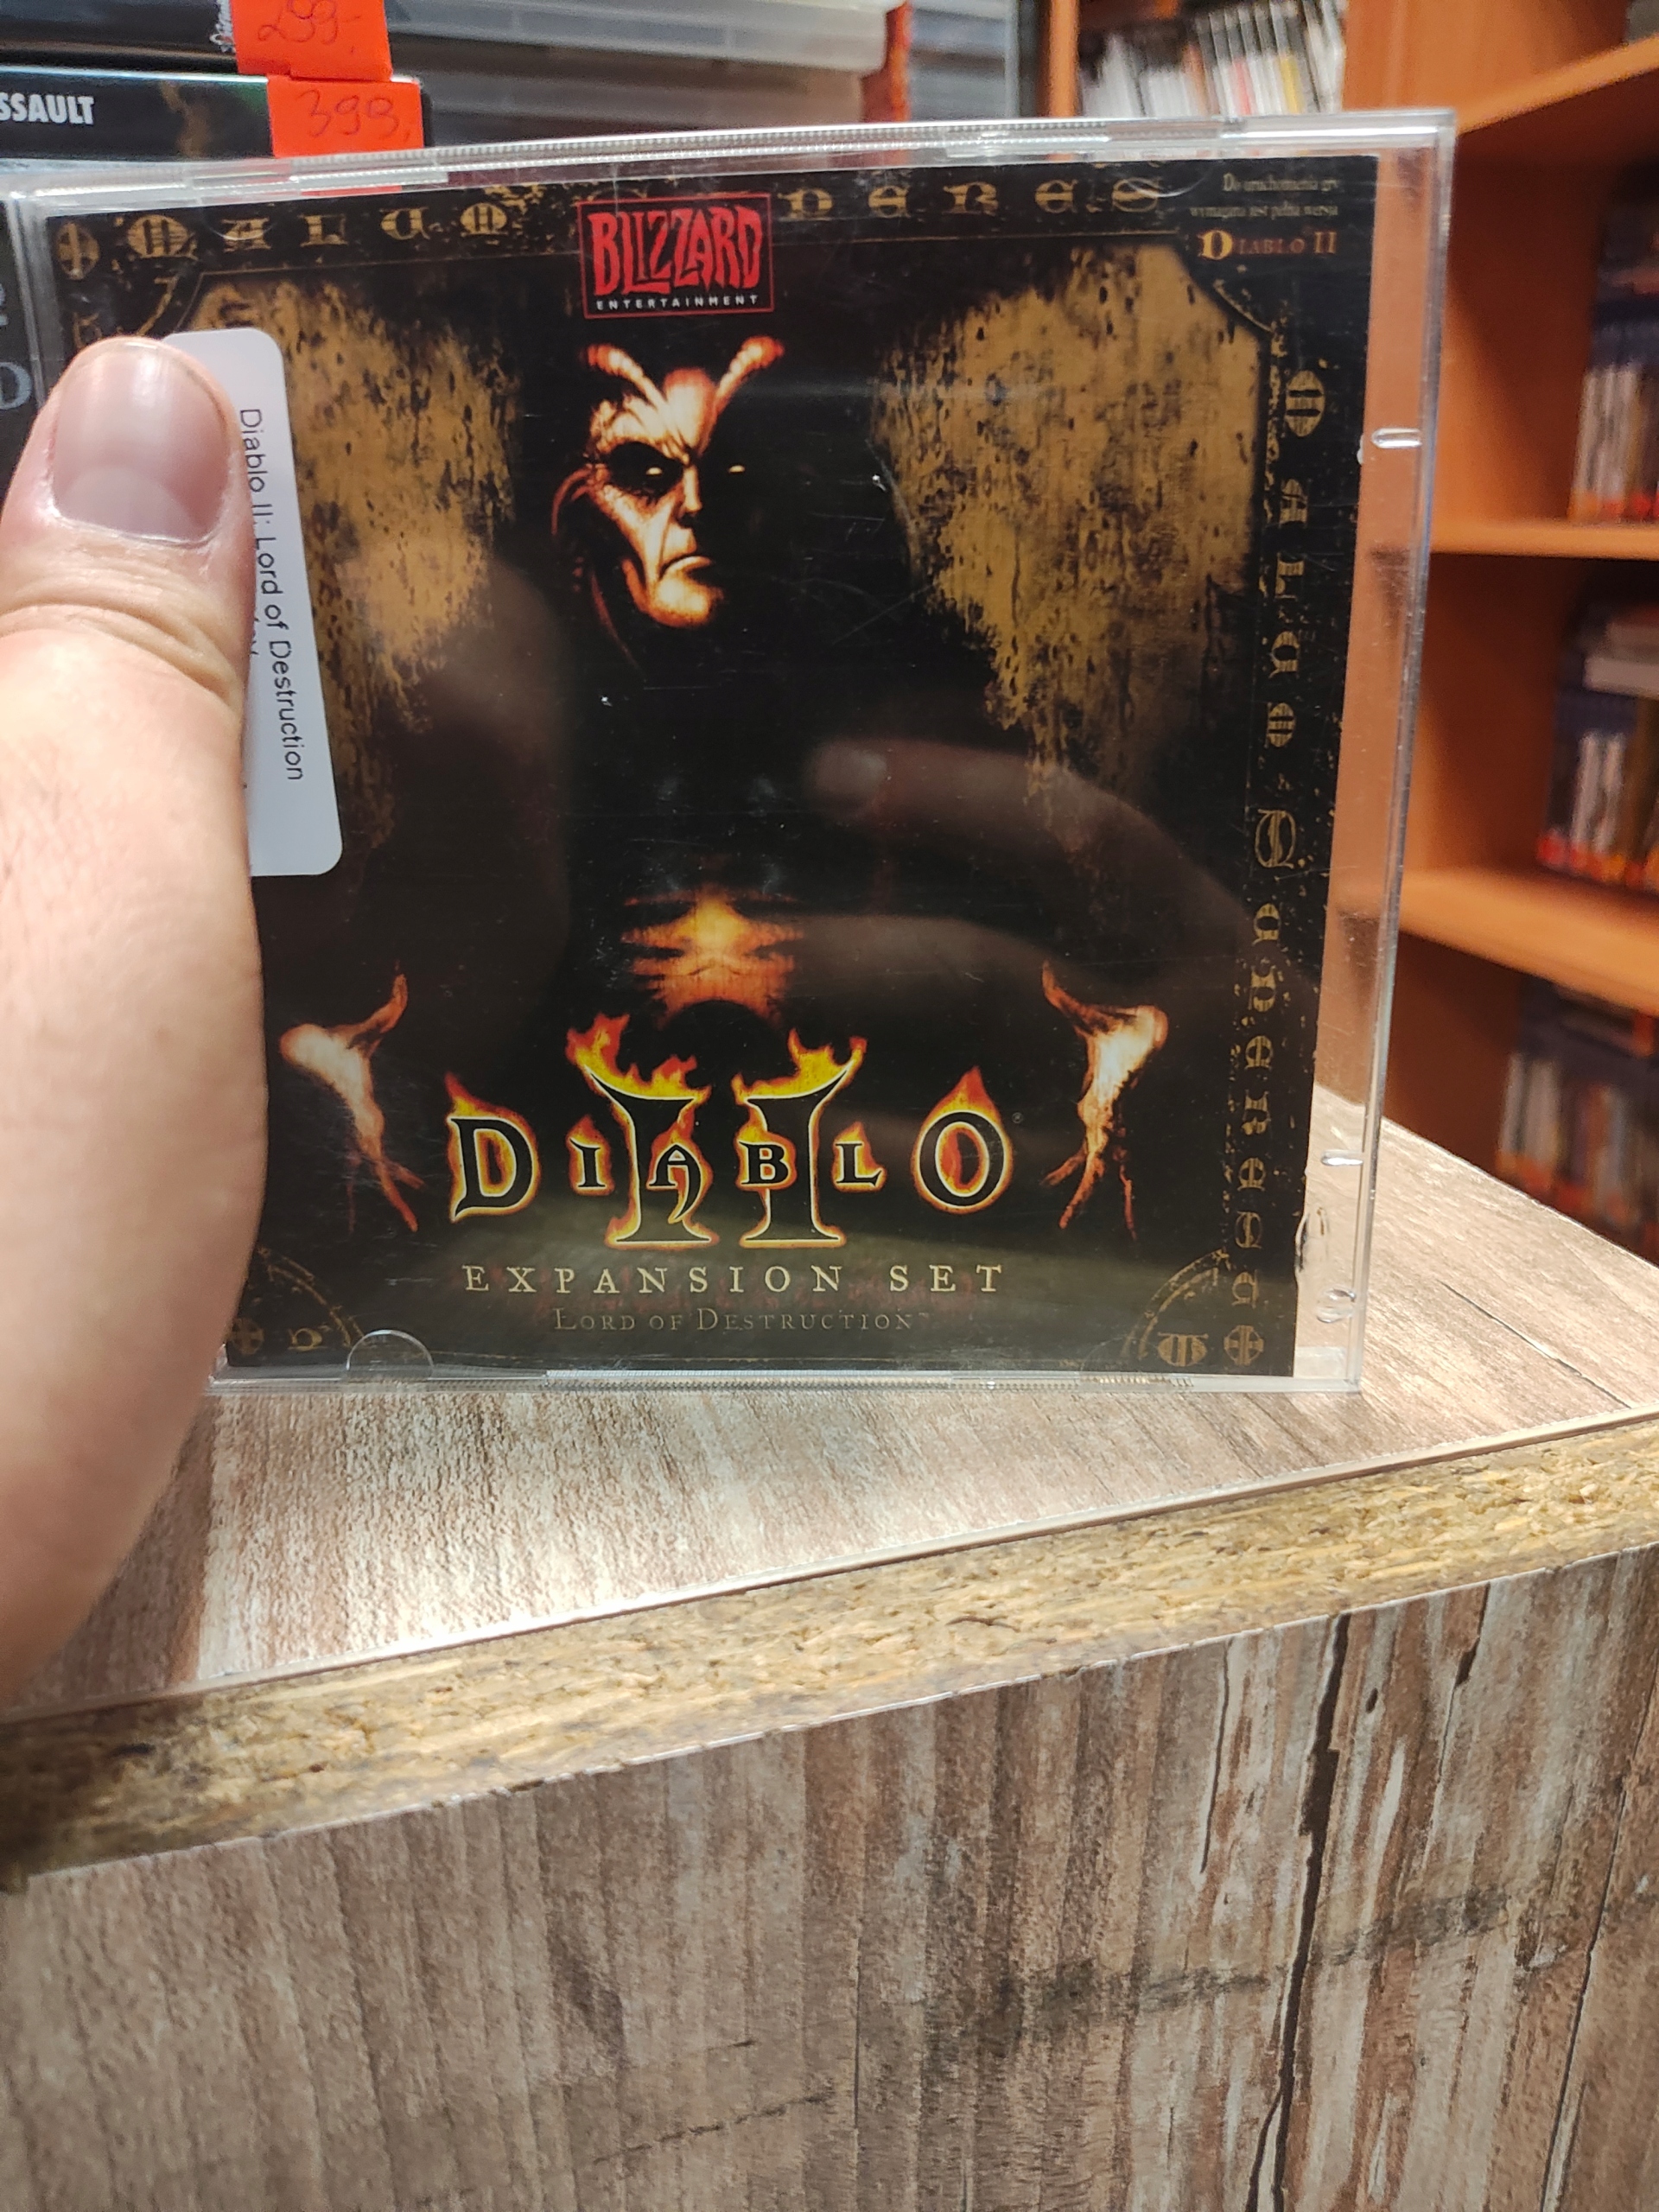 299,-
SSAULT
399,
BLIZZARD
ENTERTAINMENT
Do uruchomienia gry
wymagana jest pełna wersja
DIABLO II
Diablo II: Lord of Destruction
DIABLO II
EXPANSION SET
LORD OF DESTRUCTION™